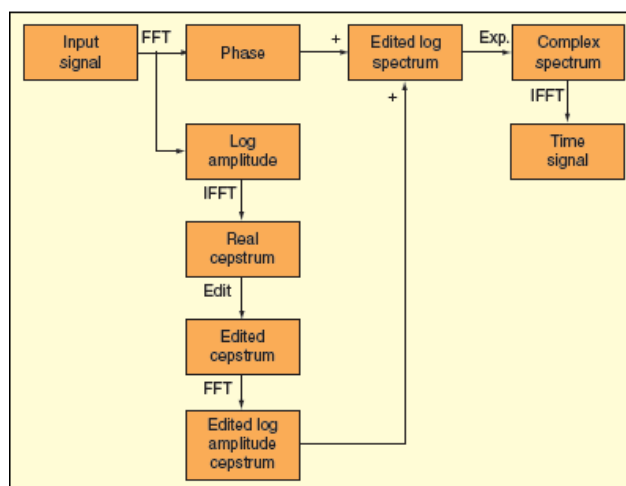 Input
signal
FFT
Phase
+
Edited log
spectrum
Exp.
Complex
spectrum
+
IFFT
Log
amplitude
Time
signal
IFFT
Real
cepstrum
Edit
Edited
cepstrum
FFT
Edited log
amplitude
cepstrum